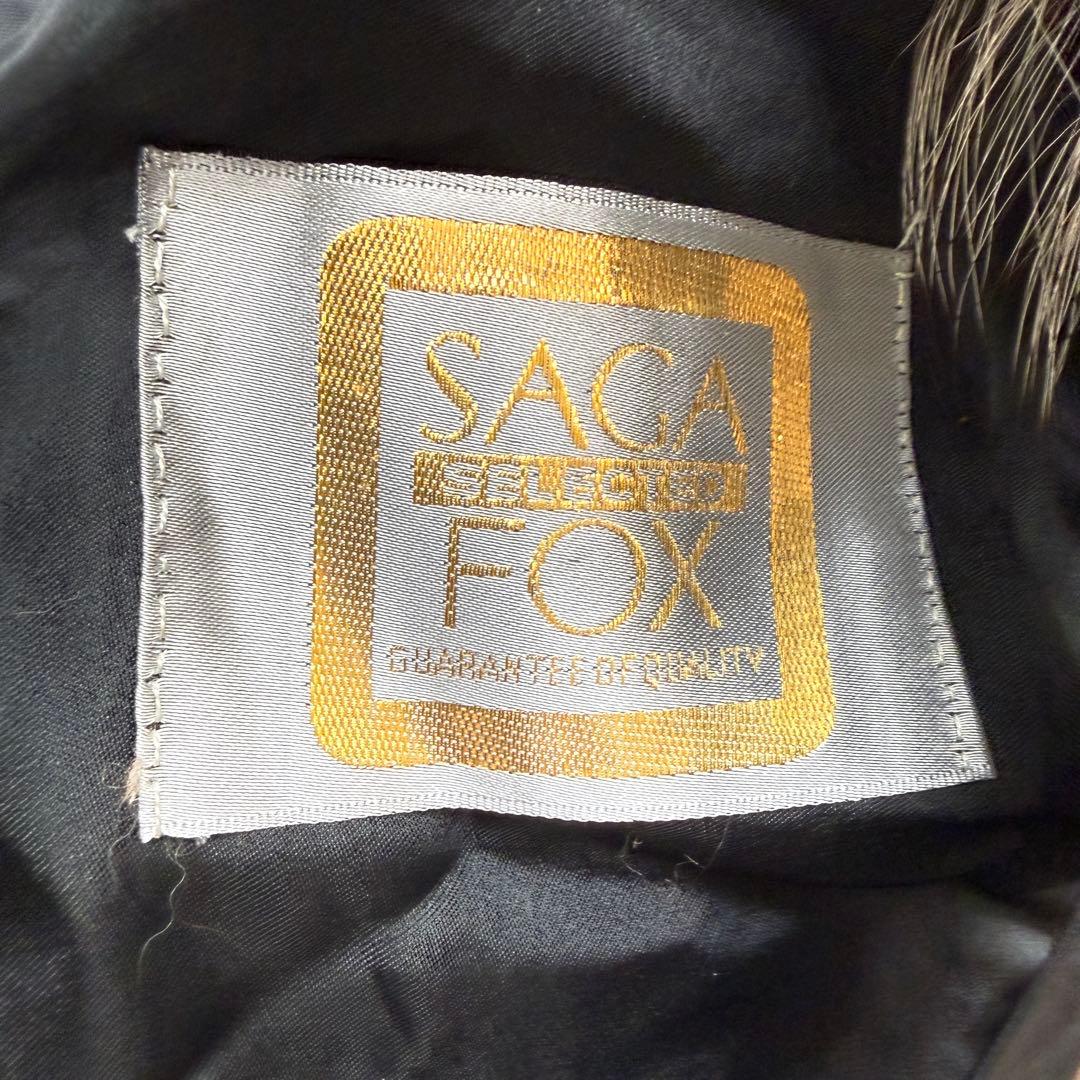 SAGA
SELECTED
FOX
GUARANTEE OF QUALITY